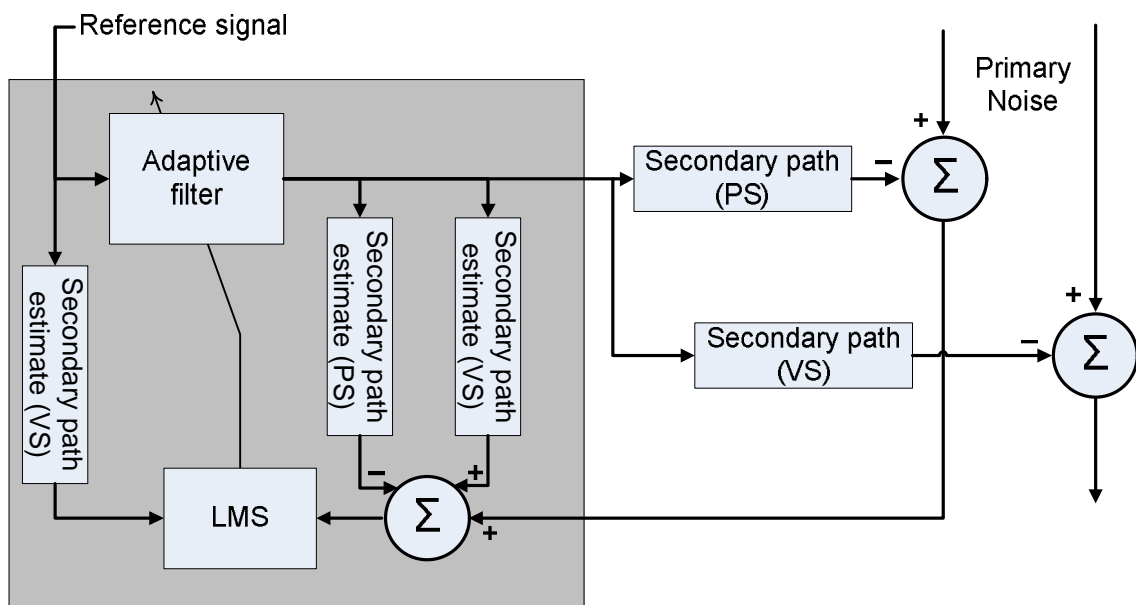 Reference signal
Primary
Noise
+
Adaptive
filter
Secondary path
(PS)
–
Σ
Secondary path
estimate (VS)
Secondary path
estimate (PS)
Secondary path
estimate (VS)
+
Secondary path
(VS)
–
Σ
–
+
LMS
Σ
+